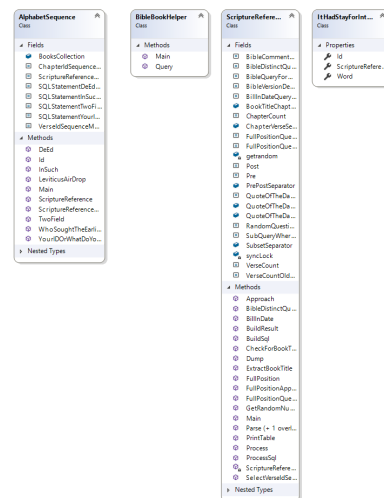 AlphabetSequence
Class
Fields
BooksCollection
ChapterIdSequence...
ScriptureReference...
SQLStatementDeEd...
SQLStatementInSuc...
SQLStatementTwoFi...
SQLStatementYourI...
VerseIdSequenceM...
Methods
DeEd
Id
InSuch
LeviticusAirDrop
Main
ScriptureReference
ScriptureReference...
TwoField
WhoSoughtTheEarli...
YourIDOrWhatDoYo...
Nested Types
BibleBookHelper
Class
Methods
Main
Query
ScriptureRefere...
Class
Fields
BibleComment...
BibleDistinctQu...
BibleQueryFor...
BibleVersionDe...
BillInDateQuery...
BookTitleChapt...
ChapterCount
ChapterVerseSe...
FullPositionQue...
FullPositionQue...
getrandom
Post
Pre
PrePostSeparator
QuoteOfTheDa...
QuoteOfTheDa...
QuoteOfTheDa...
RandomQuesti...
SubQueryWher...
SubsetSeparator
syncLock
VerseCount
VerseCountOld...
Methods
Approach
BibleDistinctQu...
BillInDate
BuildResult
BuildSql
CheckForBookT...
Dump
ExtractBookTitle
FullPosition
FullPositionApp...
FullPositionQue...
GetRandomNu...
Main
Parse (+ 1 overl...
PrintTable
Process
ProcessSql
ScriptureRefere...
SelectVerseIdSe...
Nested Types
ItHadStayForInt...
Class
Properties
Id
ScriptureRefere...
Word